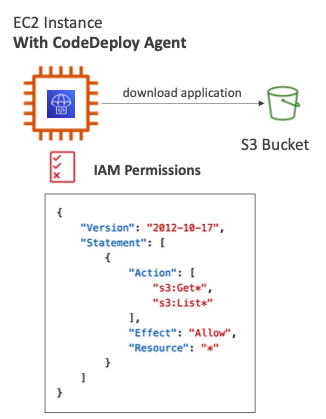 EC2 Instance
With CodeDeploy Agent
download application
S3 Bucket
IAM Permissions
{
    "Version": "2012-10-17",
    "Statement": [
        {
            "Action": [
                "s3:Get*",
                "s3:List*"
            ],
            "Effect": "Allow",
            "Resource": "*"
        }
    ]
}